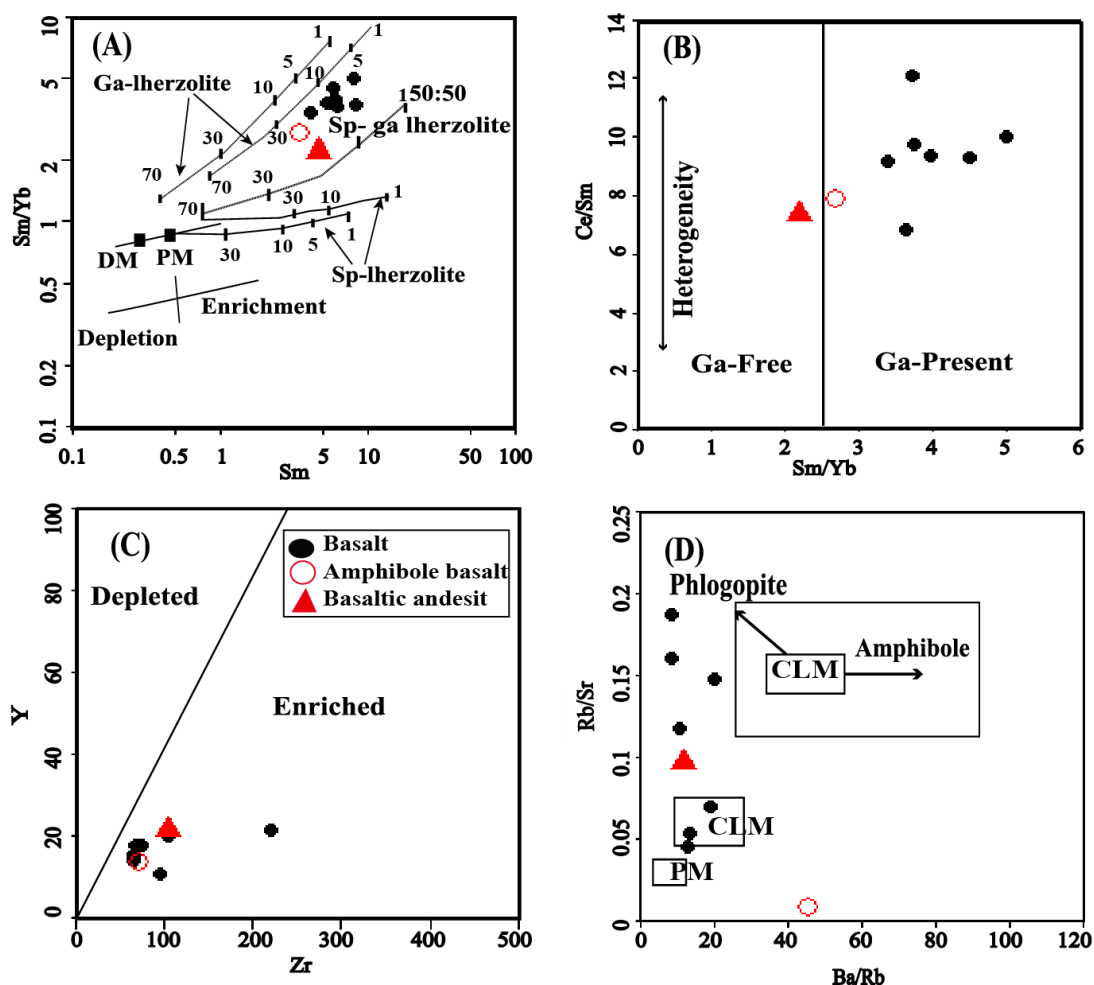 (A)
Sm/Yb
10
5
2
1
0.5
0.2
0.1
Ga-lherzolite
1
5
10
30
70
1
5
10
30
70
150:50
Sp- ga lherzolite
30
70
1
10
30
1
5
10
30
DM
PM
Sp-lherzolite
Enrichment
Depletion
0.1
0.5
1
5
10
100
Sm
(B)
Ce/Sm
14
12
10
8
6
4
2
0
Heterogeneity
Ga-Free
Ga-Present
0
1
2
3
4
5
6
Sm/Yb
(C)
Y
100
80
60
40
20
0
Depleted
Enriched
Basalt
Amphibole basalt
Basaltic andesit
0
100
200
300
400
500
Zr
(D)
Rb/Sr
0.25
0.2
0.15
0.1
0.05
0
Phlogopite
Amphibole
CLM
CLM
PM
0
20
40
60
80
100
120
Ba/Rb